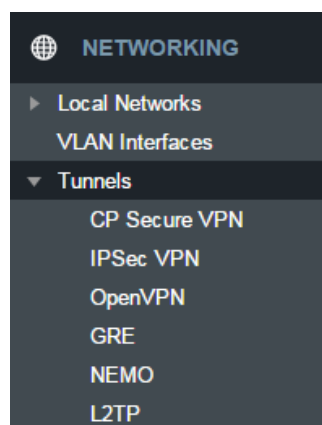 NETWORKING
Local Networks
VLAN Interfaces
Tunnels
CP Secure VPN
IPSec VPN
OpenVPN
GRE
NEMO
L2TP